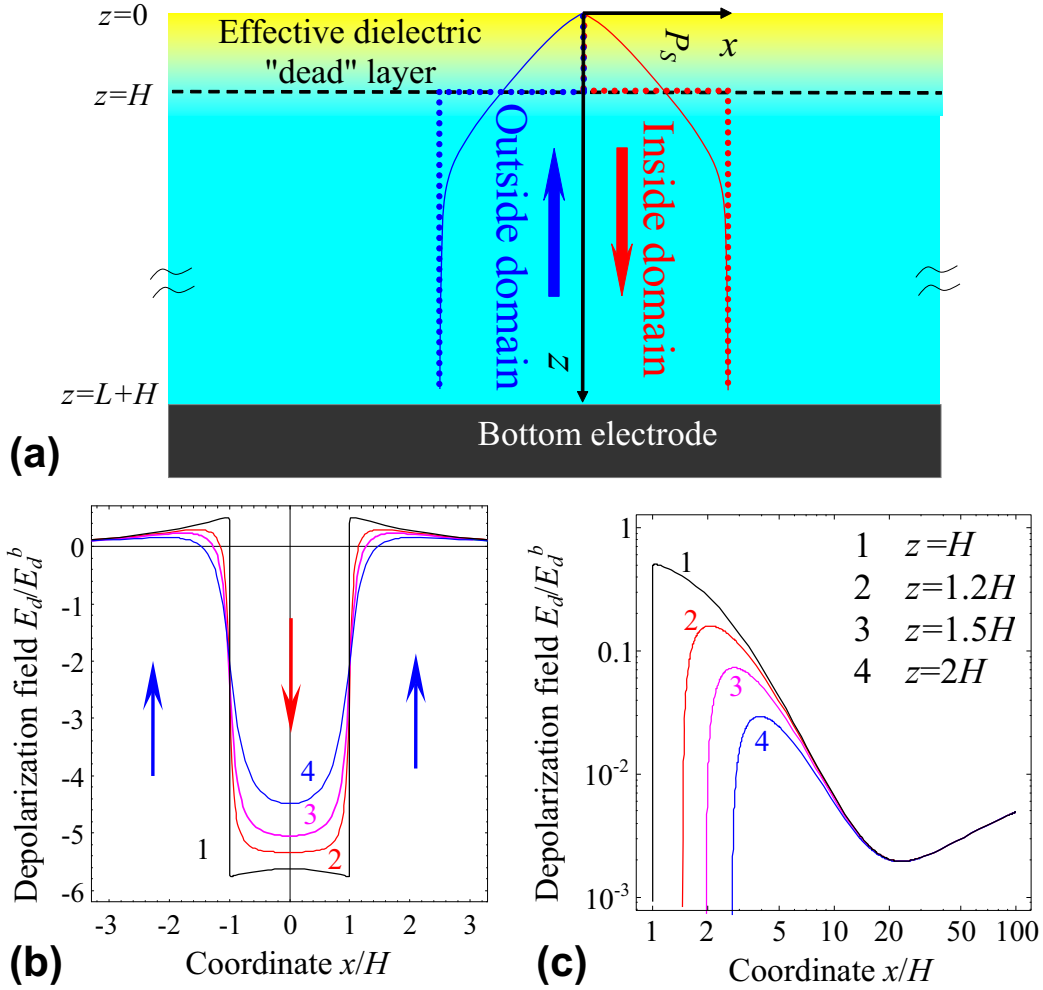 z=0
Effective dielectric
"dead" layer
P_S
x
z=H
Outside domain
Inside domain
z
z=L+H
Bottom electrode
(a)
Depolarization field E_d/E_d^b
0
-1
-2
-3
-4
-5
-6
1
2
3
4
-3
-2
-1
0
1
2
3
Coordinate x/H
(b)
Depolarization field E_d/E_d^b
1
0.1
10^-2
10^-3
1
2
3
4
1 z=H
2 z=1.2H
3 z=1.5H
4 z=2H
1
2
5
10
20
50
100
Coordinate x/H
(c)